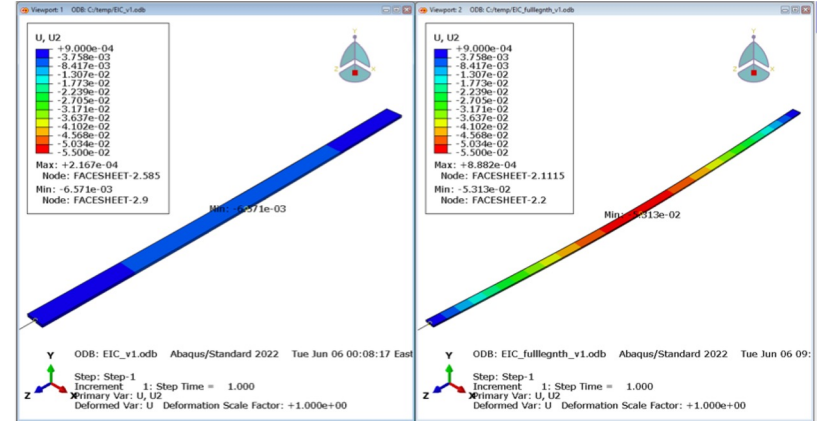 Viewport: 1 ODB: C:/temp/EIC_v1.odb
U, U2
+9.000e-04
-3.758e-03
-8.417e-03
-1.307e-02
-1.773e-02
-2.239e-02
-2.705e-02
-3.171e-02
-3.637e-02
-4.102e-02
-4.568e-02
-5.034e-02
-5.500e-02
Max: +2.167e-04
Node: FACESHEET-2.585
Min: -6.571e-03
Node: FACESHEET-2.9
Y
Z
X
Min: -6.571e-03
ODB: EIC_v1.odb Abaqus/Standard 2022 Tue Jun 06 00:08:17 East
Step: Step-1
Increment 1: Step Time = 1.000
Primary Var: U, U2
Deformed Var: U Deformation Scale Factor: +1.000e+00
Y
Z
X
Viewport: 2 ODB: C:/temp/EIC_fulllegnth_v1.odb
U, U2
+9.000e-04
-3.758e-03
-8.417e-03
-1.307e-02
-1.773e-02
-2.239e-02
-2.705e-02
-3.171e-02
-3.637e-02
-4.102e-02
-4.568e-02
-5.034e-02
-5.500e-02
Max: +8.882e-04
Node: FACESHEET-2.1115
Min: -5.313e-02
Node: FACESHEET-2.2
Y
Z
X
Min: -5.313e-02
ODB: EIC_fulllegnth_v1.odb Abaqus/Standard 2022 Tue Jun 06 09:
Step: Step-1
Increment 1: Step Time = 1.000
Primary Var: U, U2
Deformed Var: U Deformation Scale Factor: +1.000e+00
Y
Z
X